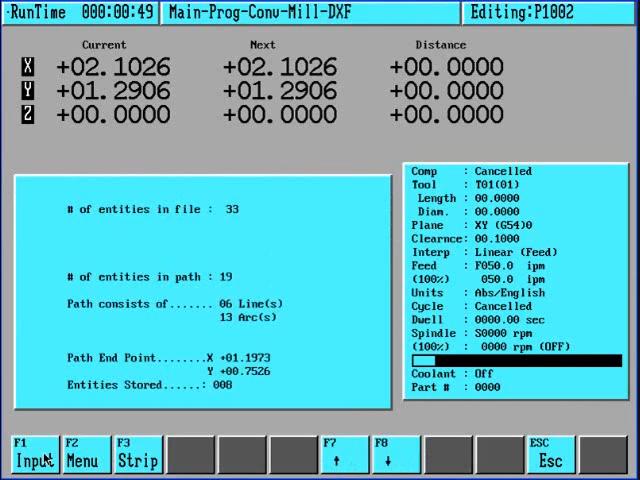 ·RunTime 000:00:49 Main-Prog-Conv-Mill-DXF Editing:P1002
Current Next Distance
X +02.1026 +02.1026 +00.0000
Y +01.2906 +01.2906 +00.0000
Z +00.0000 +00.0000 +00.0000
# of entities in file : 33
# of entities in path : 19
Path consists of....... 06 Line(s)
13 Arc(s)
Path End Point........X +01.1973
Y +00.7526
Entities Stored......: 008
Comp : Cancelled
Tool : T01(01)
Length : 00.0000
Diam. : 00.0000
Plane : XY (G54)0
Clearnce: 00.1000
Interp : Linear (Feed)
Feed : F050.0 ipm
(100%) 050.0 ipm
Units : Abs/English
Cycle : Cancelled
Dwell : 0000.00 sec
Spindle : S0000 rpm
(100%) : 0000 rpm (OFF)
Coolant : Off
Part # : 0000
F1 F2 F3 F7 F8 ESC
Input Menu Strip ↑ ↓ Esc